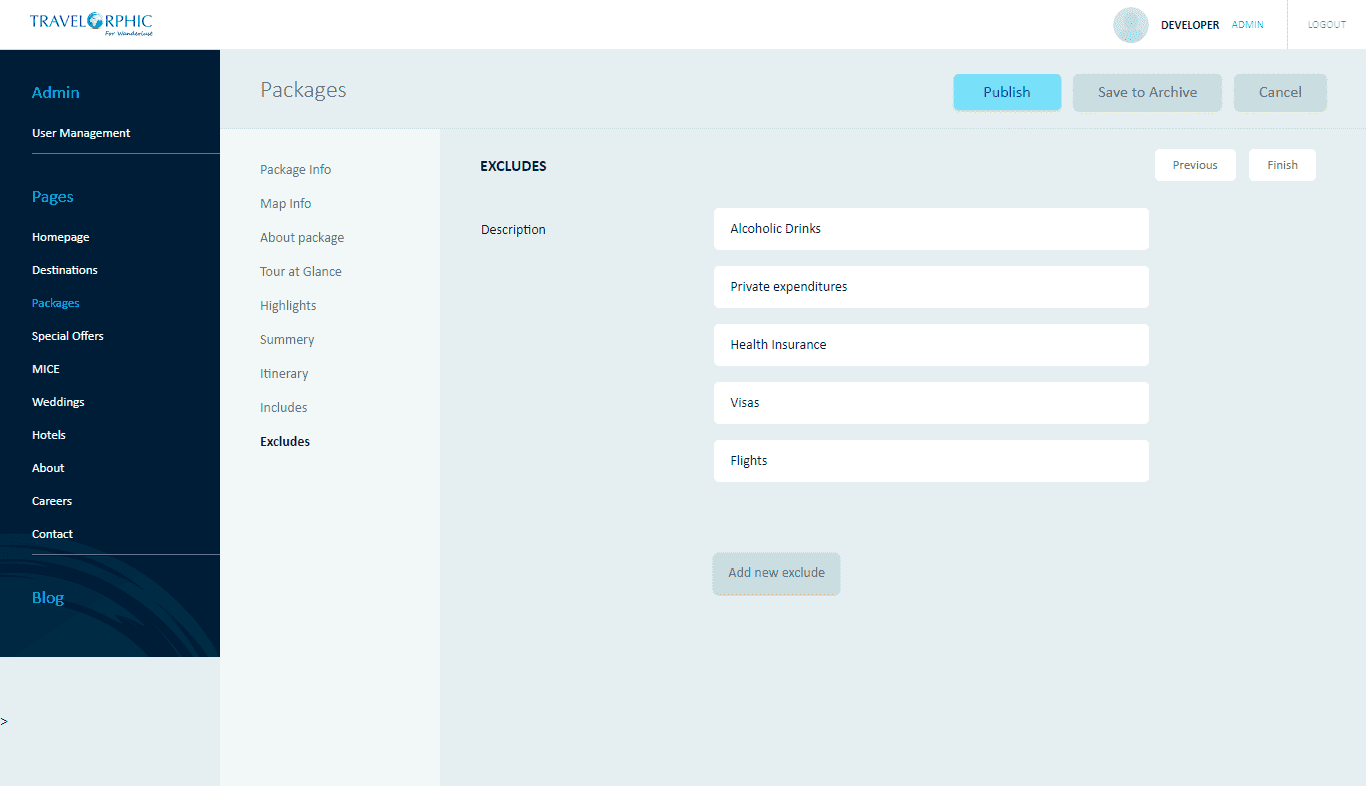 TRAVELORPHIC
For Wanderlust
DEVELOPER ADMIN
LOGOUT
Admin
User Management
Pages
Homepage
Destinations
Packages
Special Offers
MICE
Weddings
Hotels
About
Careers
Contact
Blog
>
Packages
Publish
Save to Archive
Cancel
Package Info
Map Info
About package
Tour at Glance
Highlights
Summery
Itinerary
Includes
Excludes
EXCLUDES
Previous
Finish
Description
Alcoholic Drinks
Private expenditures
Health Insurance
Visas
Flights
Add new exclude